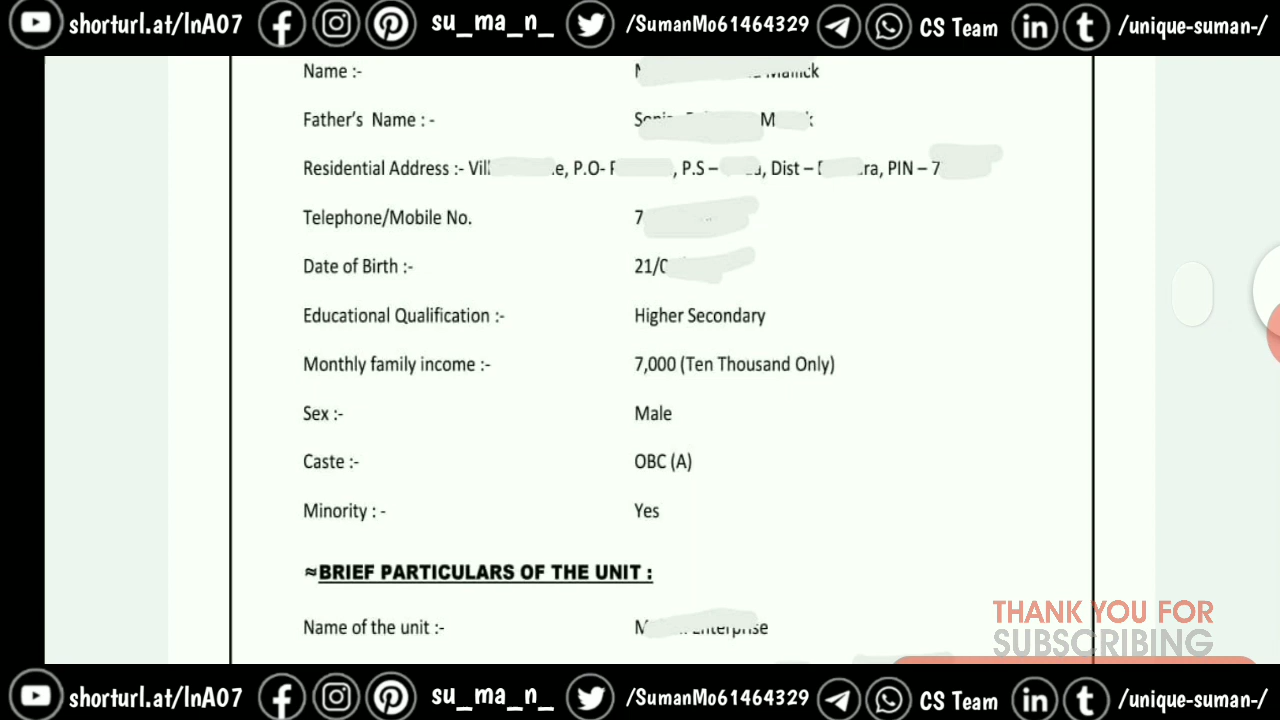 shorturl.at/lnA07 su_ma_n_ /SumanMo61464329 CS Team /unique-suman-/
Name :-
Father's Name : -
Residential Address :- P.O- P.S – Dist – PIN – 7
Telephone/Mobile No. 7
Date of Birth :- 21/0
Educational Qualification :- Higher Secondary
Monthly family income :- 7,000 (Ten Thousand Only)
Sex :- Male
Caste :- OBC (A)
Minority : - Yes
≈BRIEF PARTICULARS OF THE UNIT :
Name of the unit :- Enterprise
THANK YOU FOR
SUBSCRIBING
shorturl.at/lnA07 su_ma_n_ /SumanMo61464329 CS Team /unique-suman-/